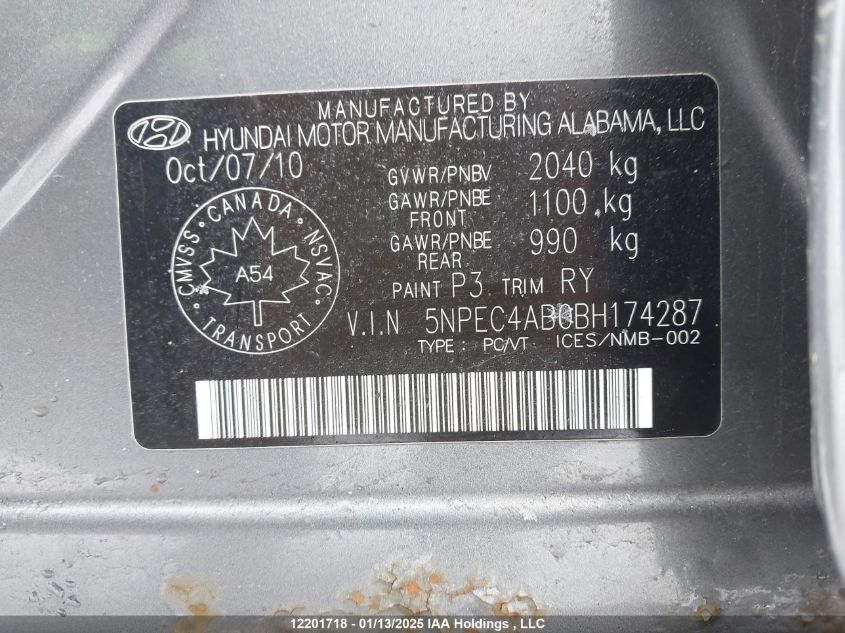 MANUFACTURED BY
HYUNDAI MOTOR MANUFACTURING ALABAMA, LLC
Oct/07/10
GVWR/PNBV 2040 kg
GAWR/PNBE FRONT 1100 kg
GAWR/PNBE REAR 990 kg
PAINT P3 TRIM RY
CANADA
CMVSS NSVAC
A54
TRANSPORT
V.I.N 5NPEC4AB0BH174287
TYPE : PC/VT ICES/NMB-002
12201718 - 01/13/2025 IAA Holdings, LLC